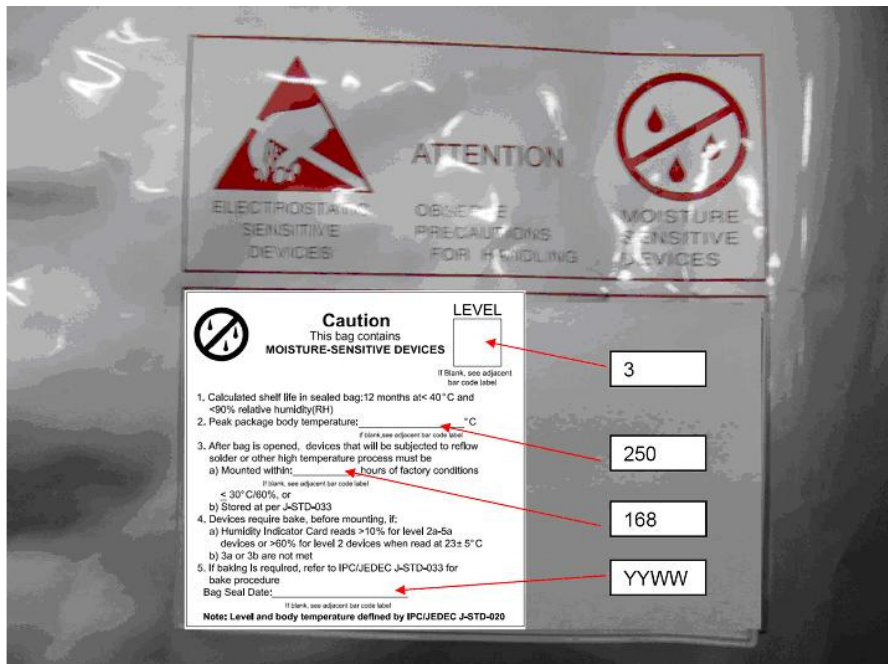 ATTENTION
ELECTROSTATIC
SENSITIVE
DEVICES
OBSERVE
PRECAUTIONS
FOR HANDLING
MOISTURE
SENSITIVE
DEVICES
Caution
This bag contains
MOISTURE-SENSITIVE DEVICES
LEVEL
If Blank, see adjacent
bar code label
1. Calculated shelf life in sealed bag:12 months at< 40°C and
<90% relative humidity(RH)
2. Peak package body temperature:____________________°C
If blank,see adjacent bar code label
3. After bag is opened, devices that will be subjected to reflow
solder or other high temperature process must be
a) Mounted within:____________ hours of factory conditions
If blank, see adjacent bar code label
≤ 30°C/60%, or
b) Stored at per J-STD-033
4. Devices require bake, before mounting, if;
a) Humidity Indicator Card reads >10% for level 2a-5a
devices or >60% for level 2 devices when read at 23± 5°C
b) 3a or 3b are not met
5. If baking is required, refer to IPC/JEDEC J-STD-033 for
bake procedure
Bag Seal Date:________________________
If blank, see adjacent bar code label
Note: Level and body temperature defined by IPC/JEDEC J-STD-020
3
250
168
YYWW